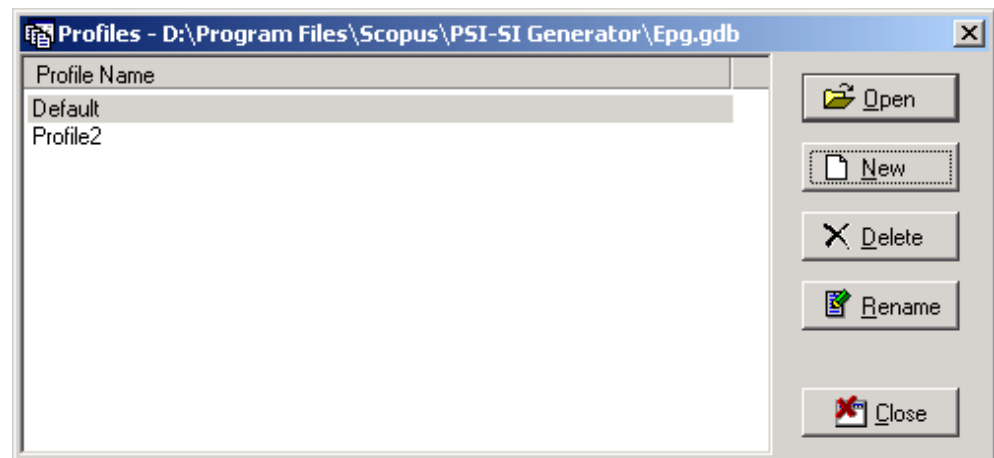 Profiles - D:\Program Files\Scopus\PSI-SI Generator\Epg.gdb
Profile Name
Default
Profile2
Open
New
Delete
Rename
Close